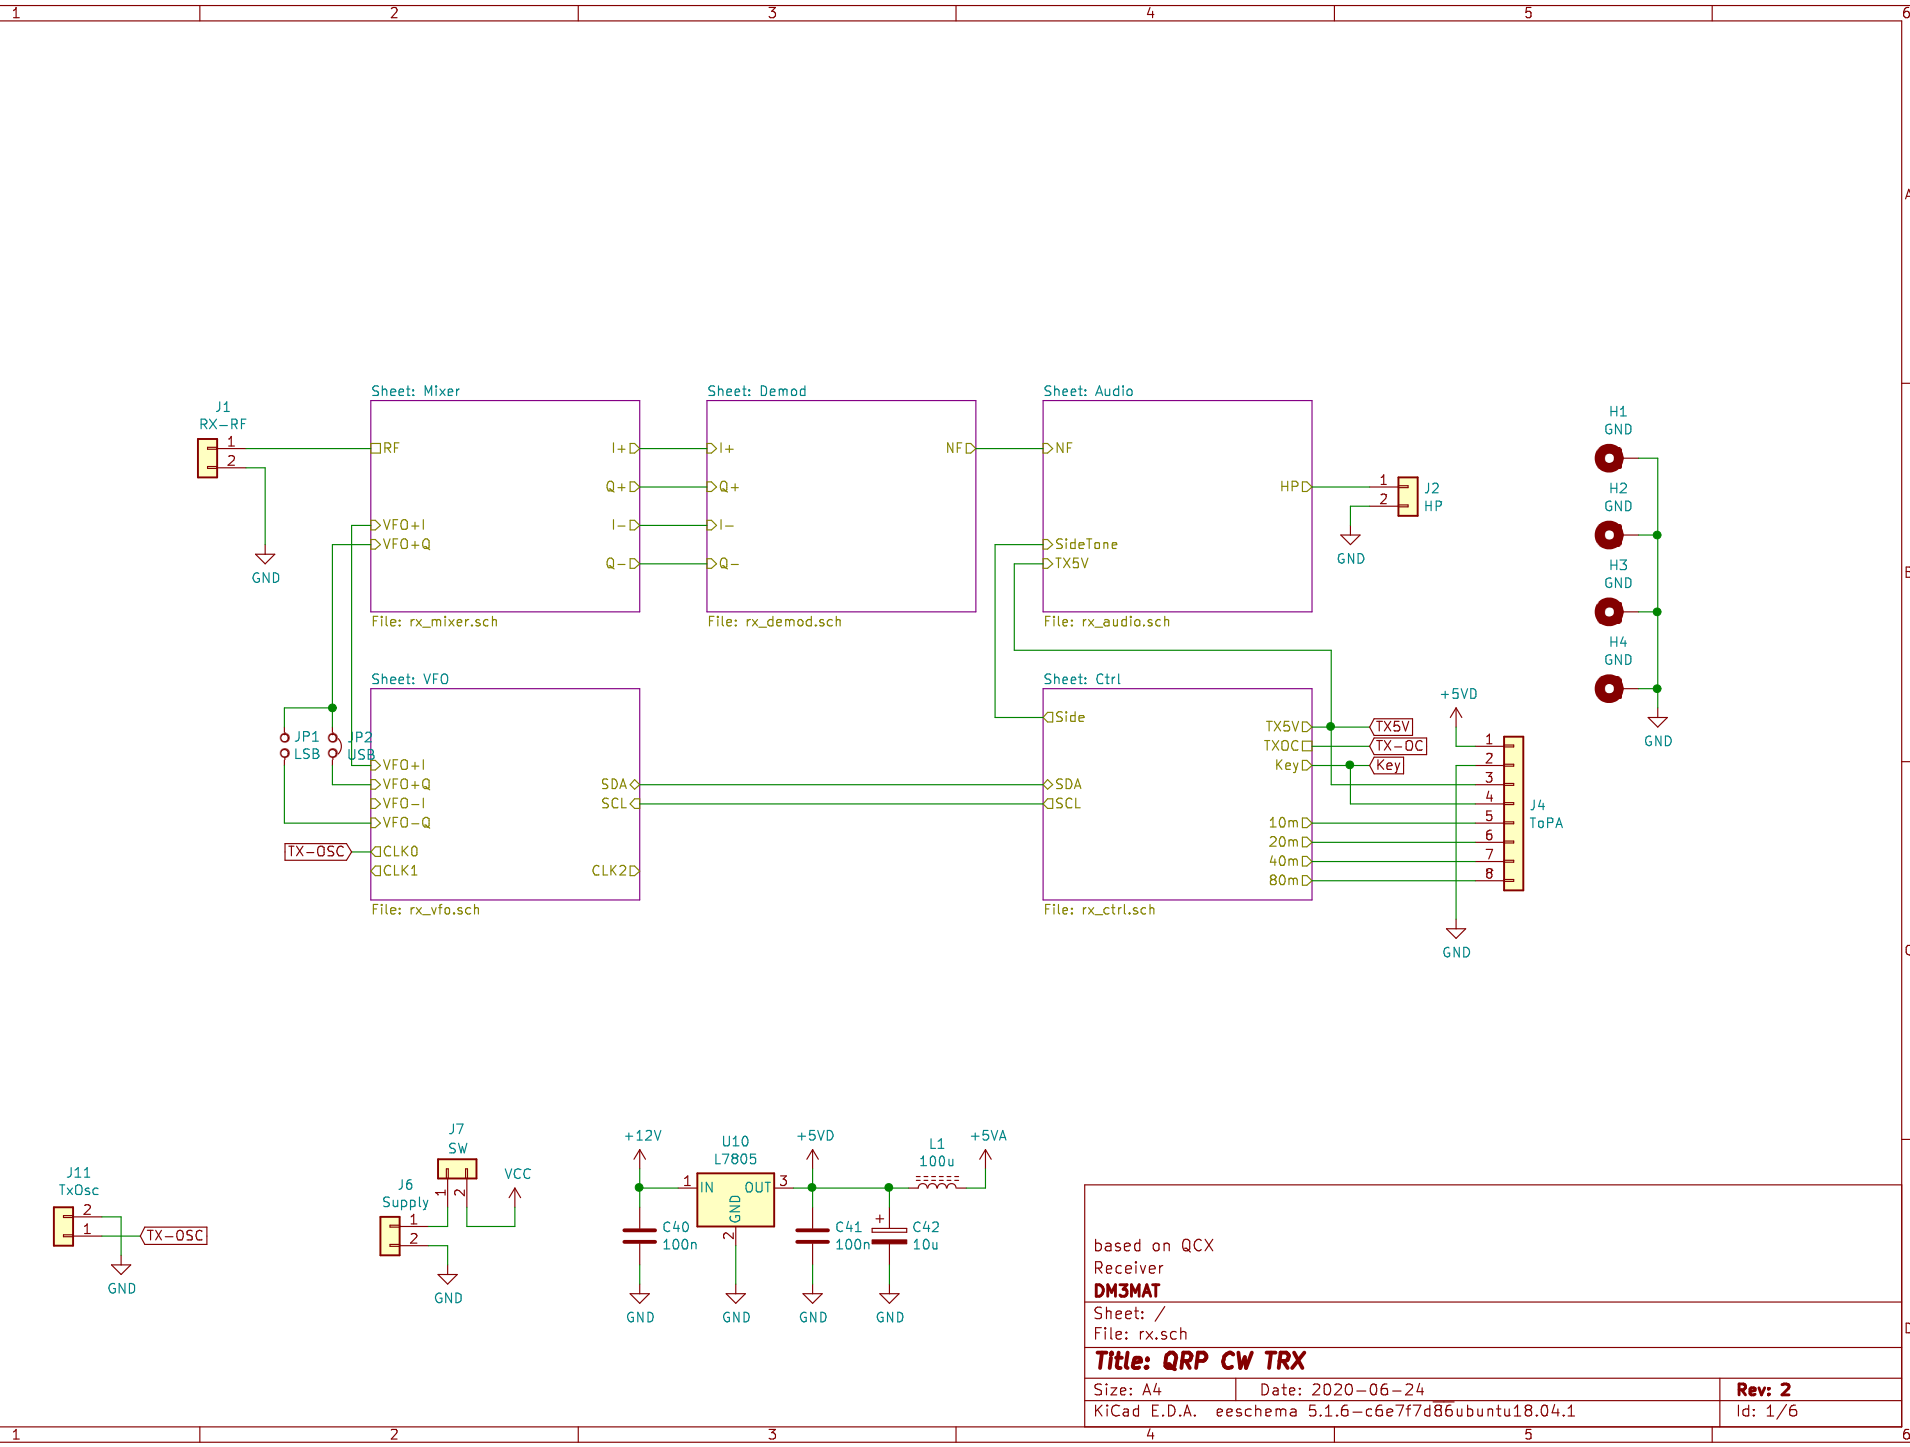 1 2 3 4 5 6
A
B
C
D
Sheet: Mixer
RF
VFO+I
VFO+Q
I+
Q+
I-
Q-
File: rx_mixer.sch
Sheet: Demod
I+
Q+
I-
Q-
NF
File: rx_demod.sch
Sheet: Audio
NF
SideTone
TX5V
HP
File: rx_audio.sch
J1
RX-RF
1
2
GND
J2
HP
1
2
GND
H1
GND
H2
GND
H3
GND
H4
GND
GND
Sheet: VFO
VFO+I
VFO+Q
VFO-I
VFO-Q
CLK0
CLK1
SDA
SCL
CLK2
File: rx_vfo.sch
JP1
LSB
JP2
USB
TX-OSC
Sheet: Ctrl
Side
SDA
SCL
TX5V
TXOC
Key
10m
20m
40m
80m
File: rx_ctrl.sch
TX5V
TX-OC
Key
+5VD
1
2
3
4
5
6
7
8
J4
ToPA
GND
J11
TxOsc
2
1
TX-OSC
GND
J7
SW
1
2
J6
Supply
1
2
VCC
GND
+12V
U10
L7805
1
IN
OUT
3
GND
2
+5VD
L1
100u
+5VA
C40
100n
C41
100n
+
C42
10u
GND
GND
GND
GND
based on QCX
Receiver
DM3MAT
Sheet: /
File: rx.sch
Title: QRP CW TRX
Size: A4
Date: 2020-06-24
Rev: 2
KiCad E.D.A. eeschema 5.1.6-c6e7f7d86ubuntu18.04.1
Id: 1/6
1 2 3 4 5 6